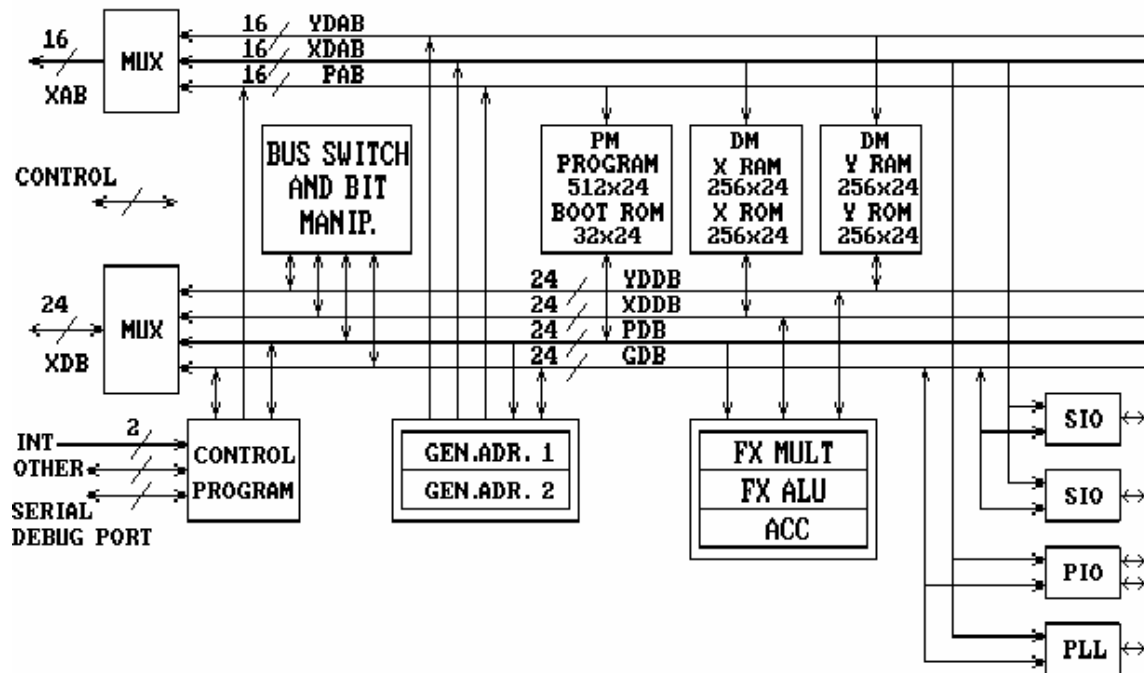 16 YDAB
16 XDAB
16 PAB
16
MUX
XAB
BUS SWITCH
AND BIT
MANIP.
PM
PROGRAM
512x24
BOOT ROM
32x24
DM
X RAM
256x24
X ROM
256x24
DM
Y RAM
256x24
Y ROM
256x24
CONTROL
24 YDDB
24 XDDB
24 PDB
24 GDB
24
MUX
XDB
INT
2
OTHER
SERIAL
DEBUG PORT
CONTROL
PROGRAM
GEN.ADR. 1
GEN.ADR. 2
FX MULT
FX ALU
ACC
SIO
SIO
PIO
PLL